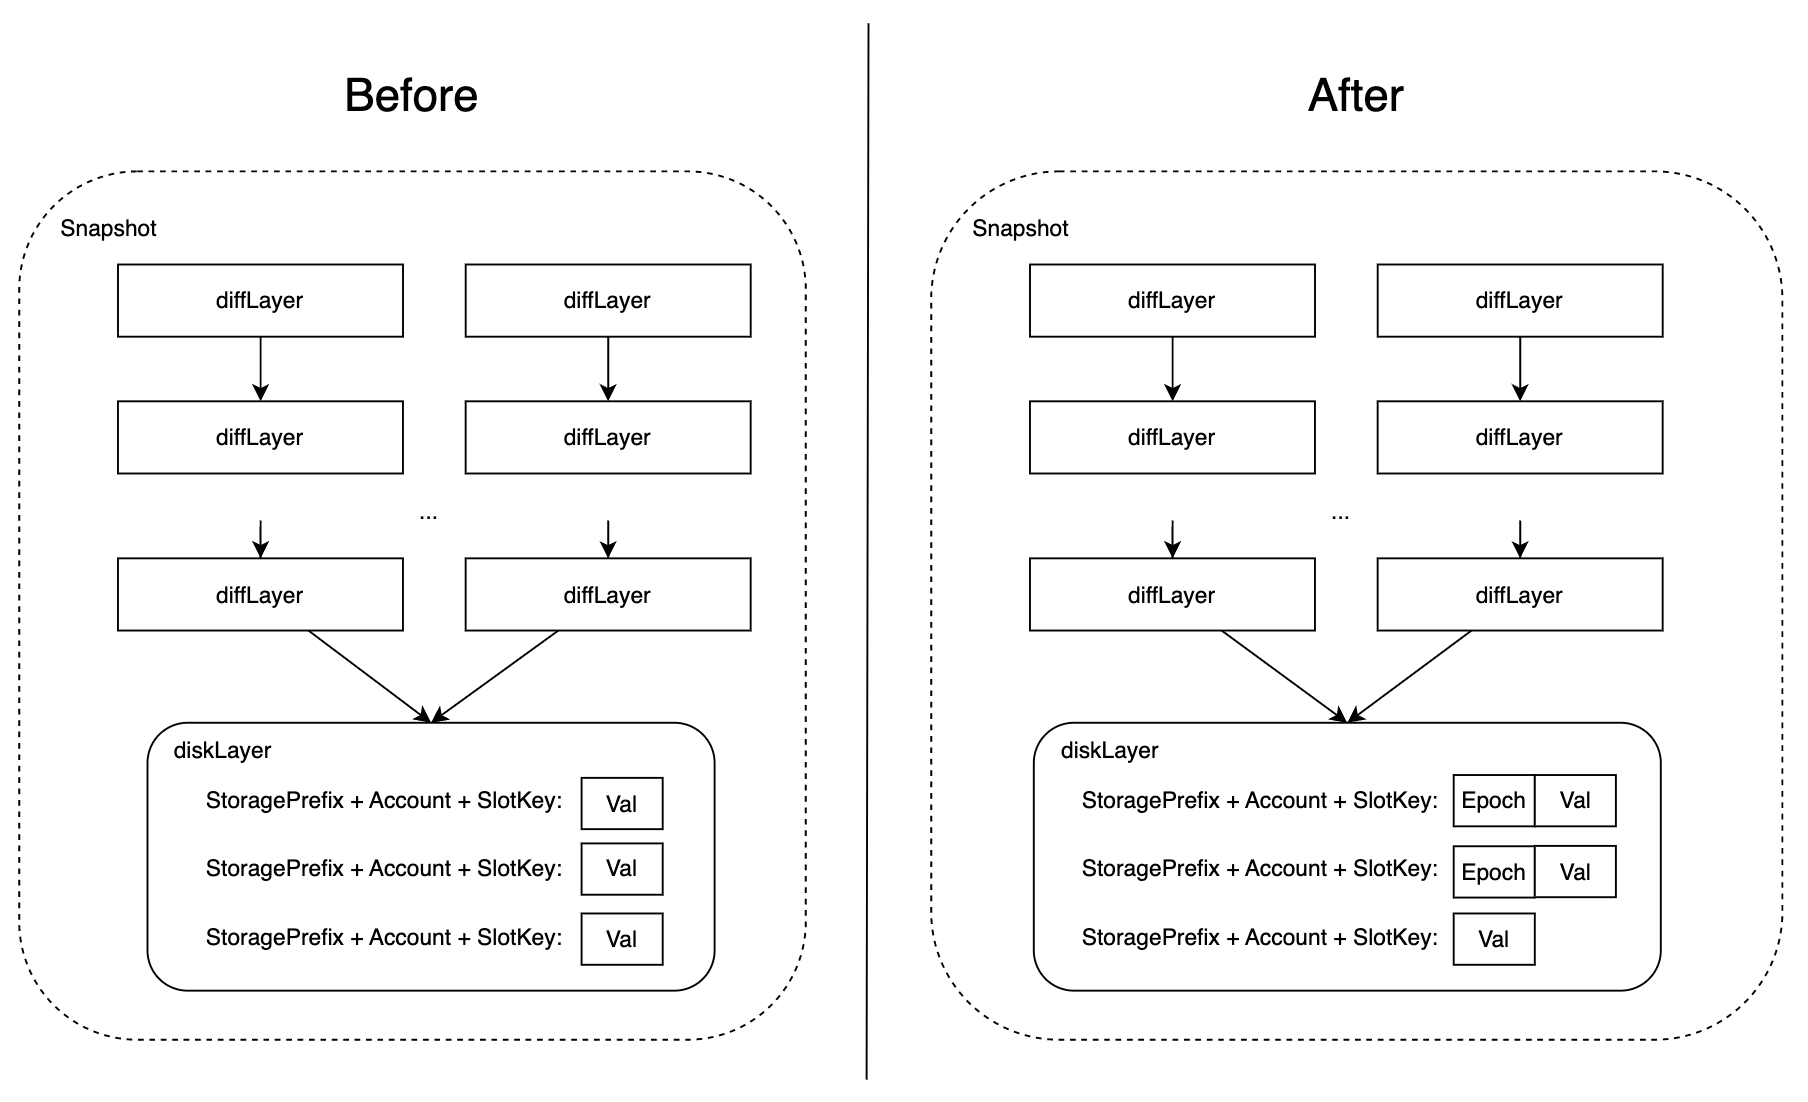 Before
Snapshot
diffLayer diffLayer
diffLayer diffLayer
...
diffLayer diffLayer
diskLayer
StoragePrefix + Account + SlotKey: Val
StoragePrefix + Account + SlotKey: Val
StoragePrefix + Account + SlotKey: Val
After
Snapshot
diffLayer diffLayer
diffLayer diffLayer
...
diffLayer diffLayer
diskLayer
StoragePrefix + Account + SlotKey: Epoch Val
StoragePrefix + Account + SlotKey: Epoch Val
StoragePrefix + Account + SlotKey: Val